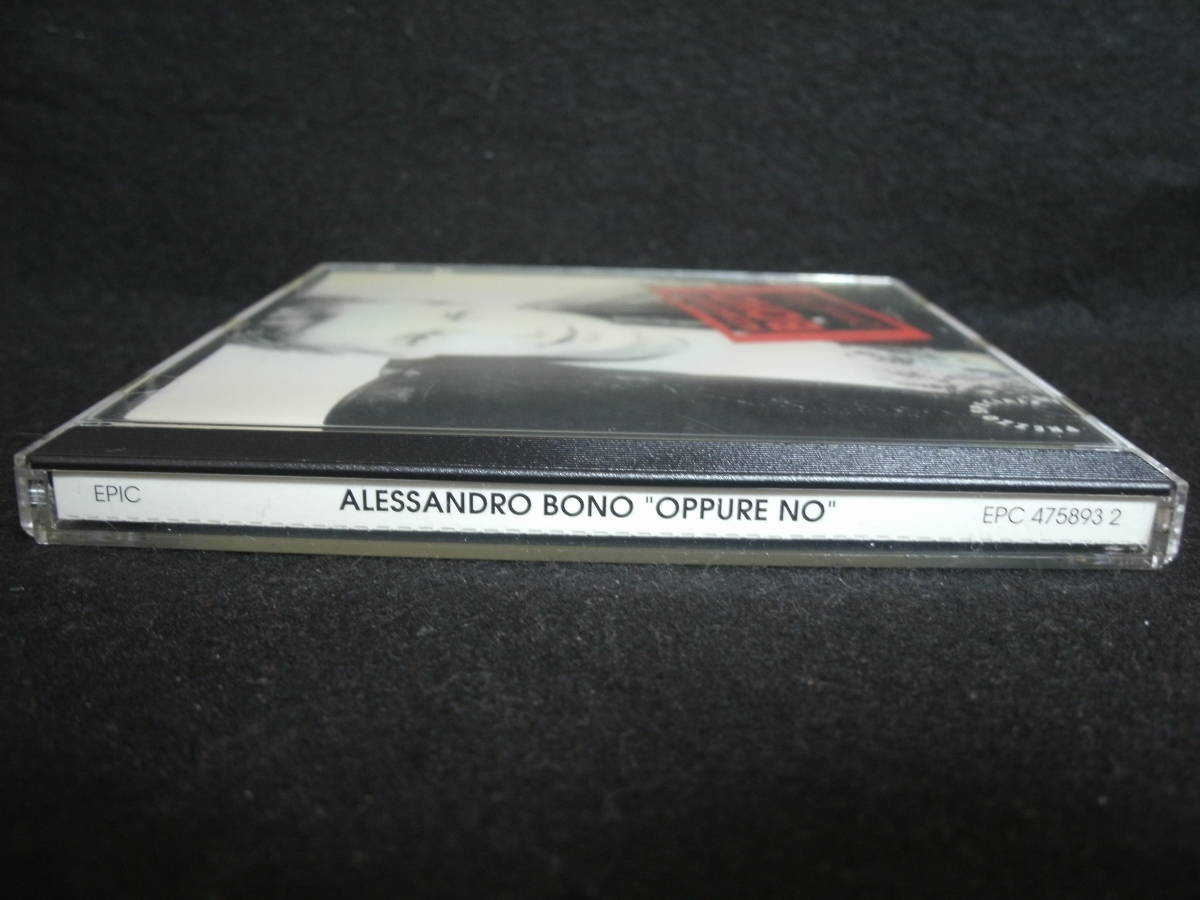 EPIC
ALESSANDRO BONO "OPPURE NO"
EPC 475893 2